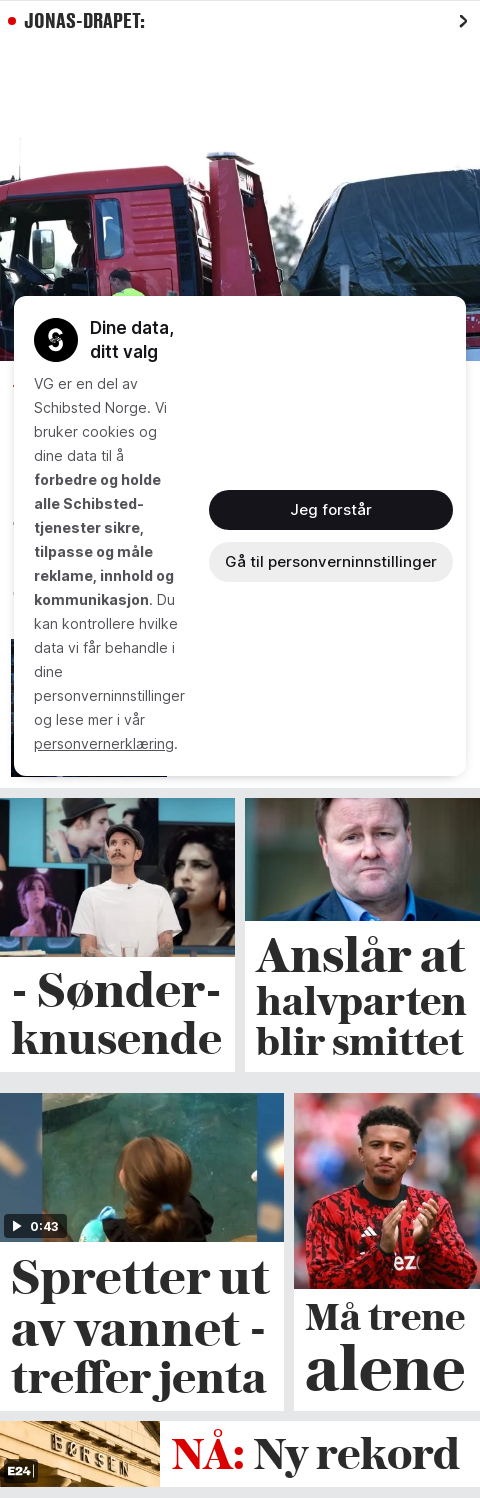 JONAS-DRAPET:
Dine data,
ditt valg
VG er en del av
Schibsted Norge. Vi
bruker cookies og
dine data til å
forbedre og holde
alle Schibsted-
tjenester sikre,
tilpasse og måle
reklame, innhold og
kommunikasjon. Du
kan kontrollere hvilke
data vi får behandle i
dine
personverninnstillinger
og lese mer i vår
personvernerklæring.
Jeg forstår
Gå til personverninnstillinger
- Sønder-
knusende
Anslår at
halvparten
blir smittet
0:43
Spretter ut
av vannet -
treffer jenta
Må trene
alene
BØRSEN
E24
NÅ: Ny rekord